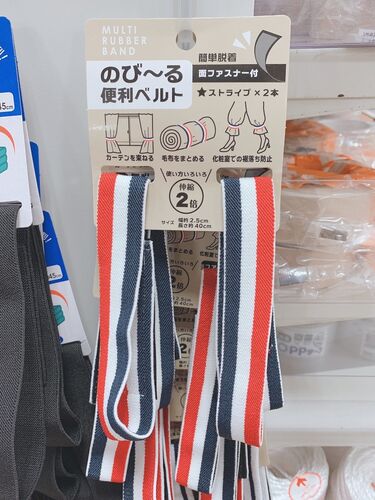 MULTI
RUBBER
BAND
簡単脱着
面ファスナー付
のび〜る
便利ベルト
★ストライプ×2本
カーテンを束ねる
毛布をまとめる
化粧室での裾落ち防止
使い方いろいろ
伸縮
2倍
サイズ
幅約2.5cm
長さ約40cm
45cm